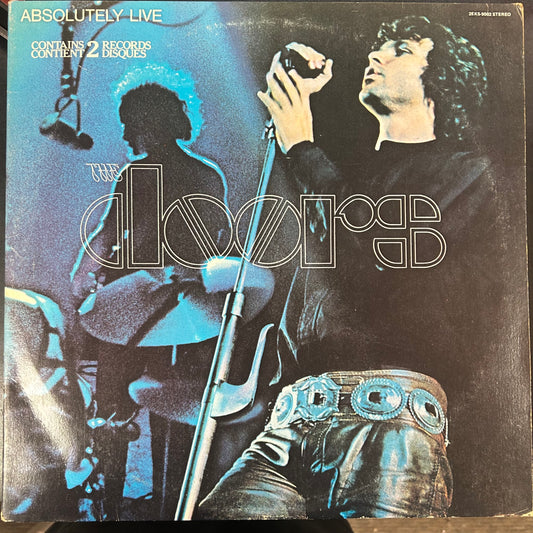 ABSOLUTELY LIVE
2EKS-9002 STEREO
CONTAINS 2 RECORDS
CONTIENT 2 DISQUES
THE
doors